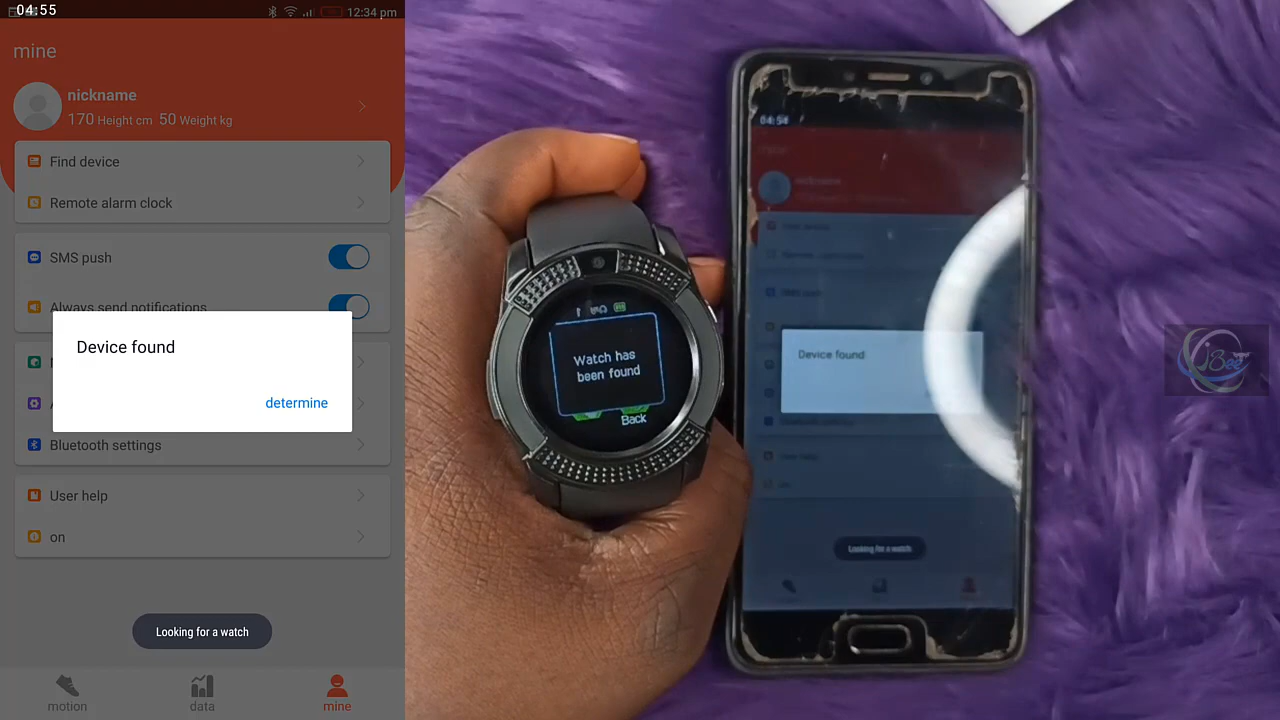 04:55
12:34 pm
mine
nickname
170 Height cm 50 Weight kg
Find device
Remote alarm clock
SMS push
Always send notifications
Device found
determine
Bluetooth settings
User help
on
Looking for a watch
motion
data
mine
Watch has
been found
Back
04:54
Device found
Looking for a watch
Bee